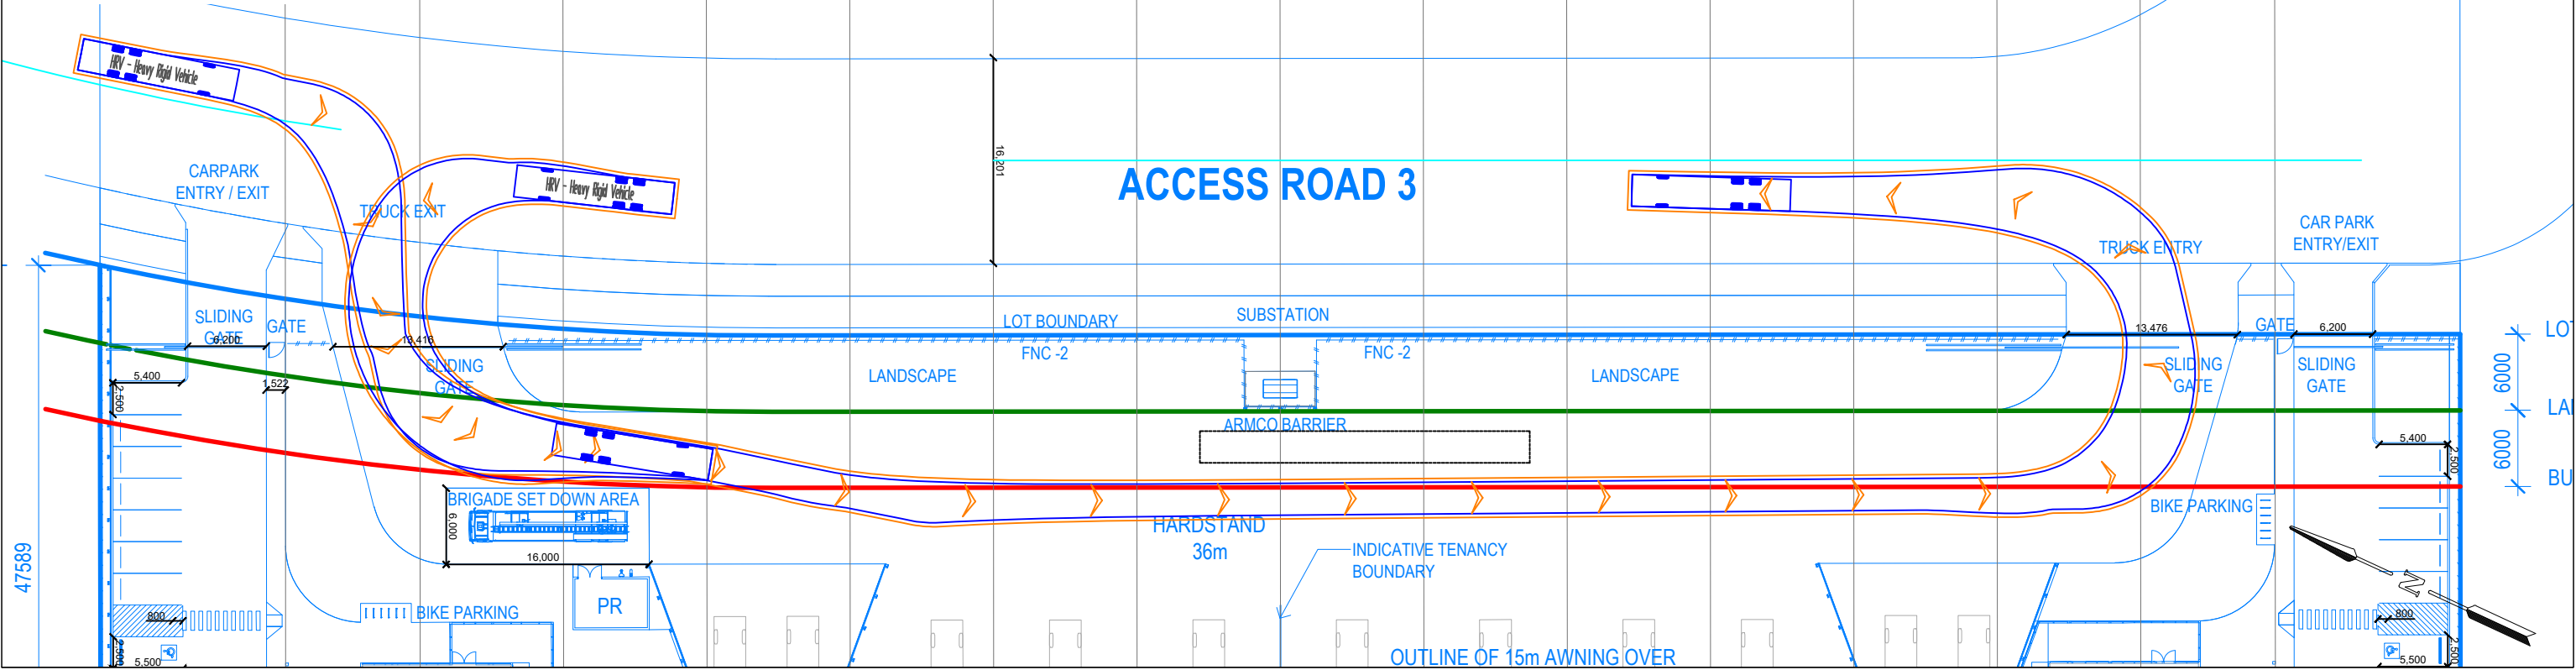 HRV - Heavy Rigid Vehicle
CARPARK
ENTRY / EXIT
TRUCK EXIT
HRV - Heavy Rigid Vehicle
16,201
ACCESS ROAD 3
CAR PARK
ENTRY/EXIT
TRUCK ENTRY
SLIDING
GATE
6,200
GATE
13,416
SLIDING
GATE
LOT BOUNDARY
SUBSTATION
FNC -2
FNC -2
13,476
GATE
6,200
LOT
5,400
2,500
1,522
LANDSCAPE
LANDSCAPE
SLIDING
GATE
SLIDING
GATE
6000
LAN
ARMCO BARRIER
5,400
2,500
6000
BU
BRIGADE SET DOWN AREA
6,000
16,000
HARDSTAND
36m
BIKE PARKING
INDICATIVE TENANCY
BOUNDARY
47589
N
PR
BIKE PARKING
800
800
2,500
5,500
OUTLINE OF 15m AWNING OVER
2,500
5,500